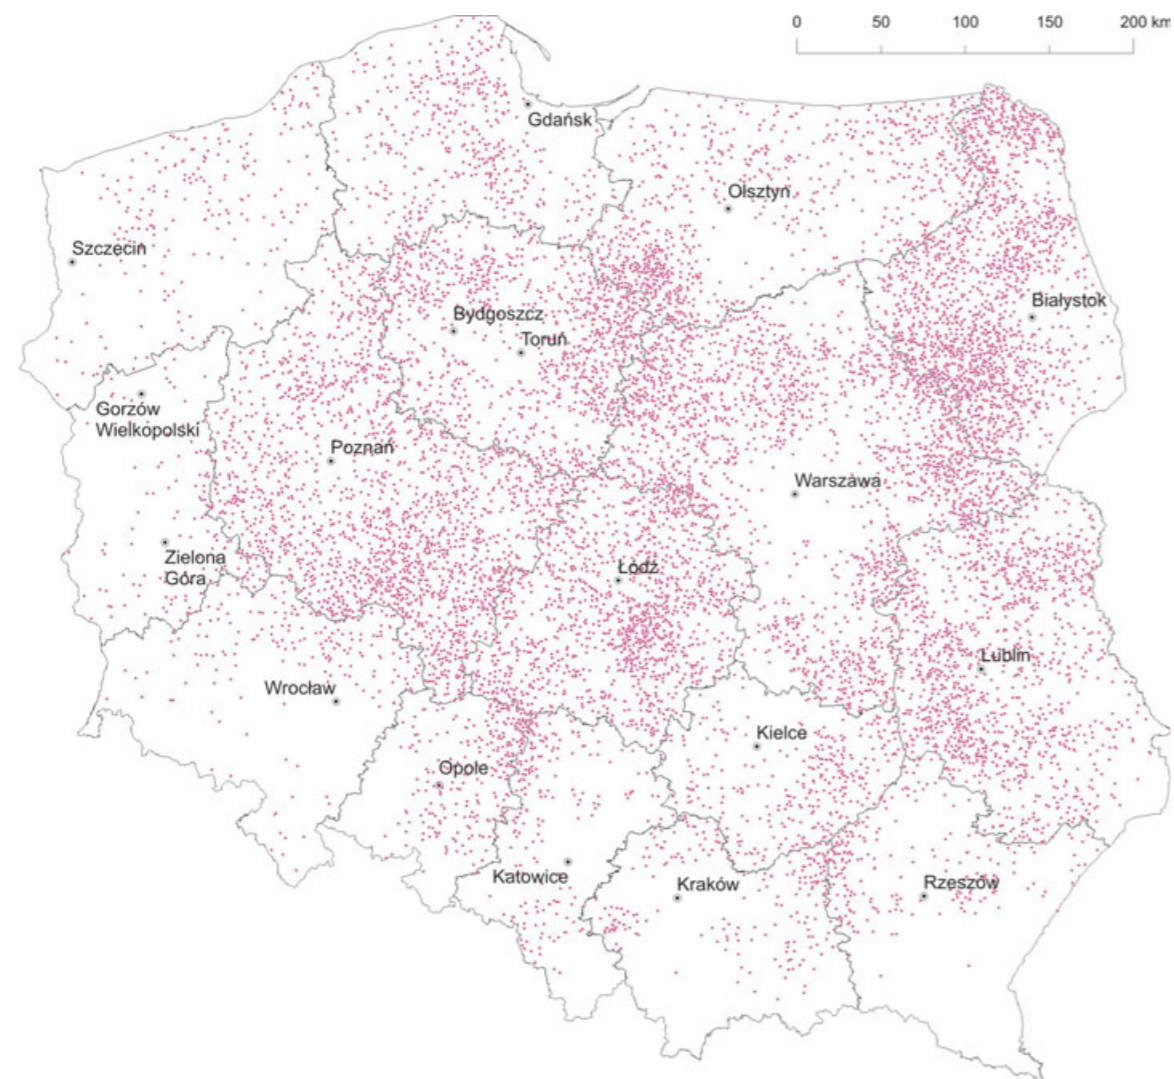 0 50 100 150 200 km
Gdańsk
Olsztyn
Szczecin
Białystok
Bydgoszcz
Toruń
Gorzów
Wielkopolski
Poznań
Warszawa
Zielona
Góra
Łódź
Lublin
Wrocław
Kielce
Opole
Katowice
Kraków
Rzeszów